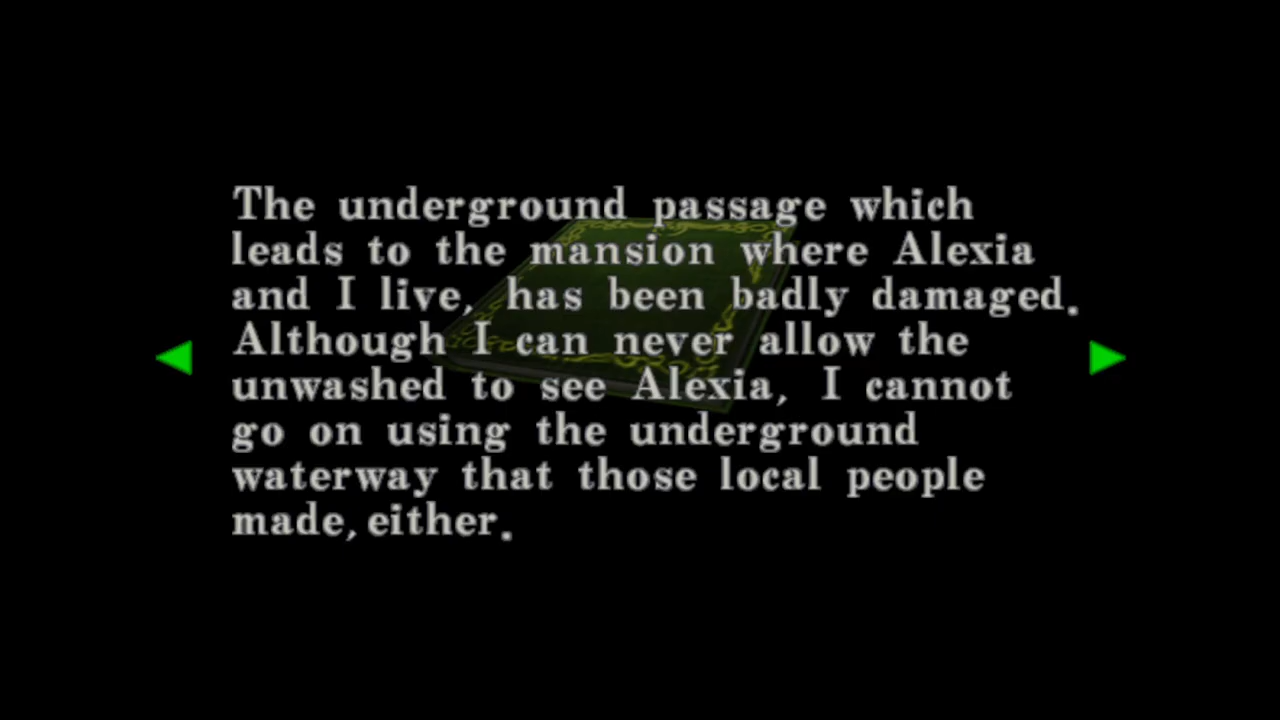 The underground passage which
leads to the mansion where Alexia
and I live, has been badly damaged.
Although I can never allow the
unwashed to see Alexia, I cannot
go on using the underground
waterway that those local people
made, either.